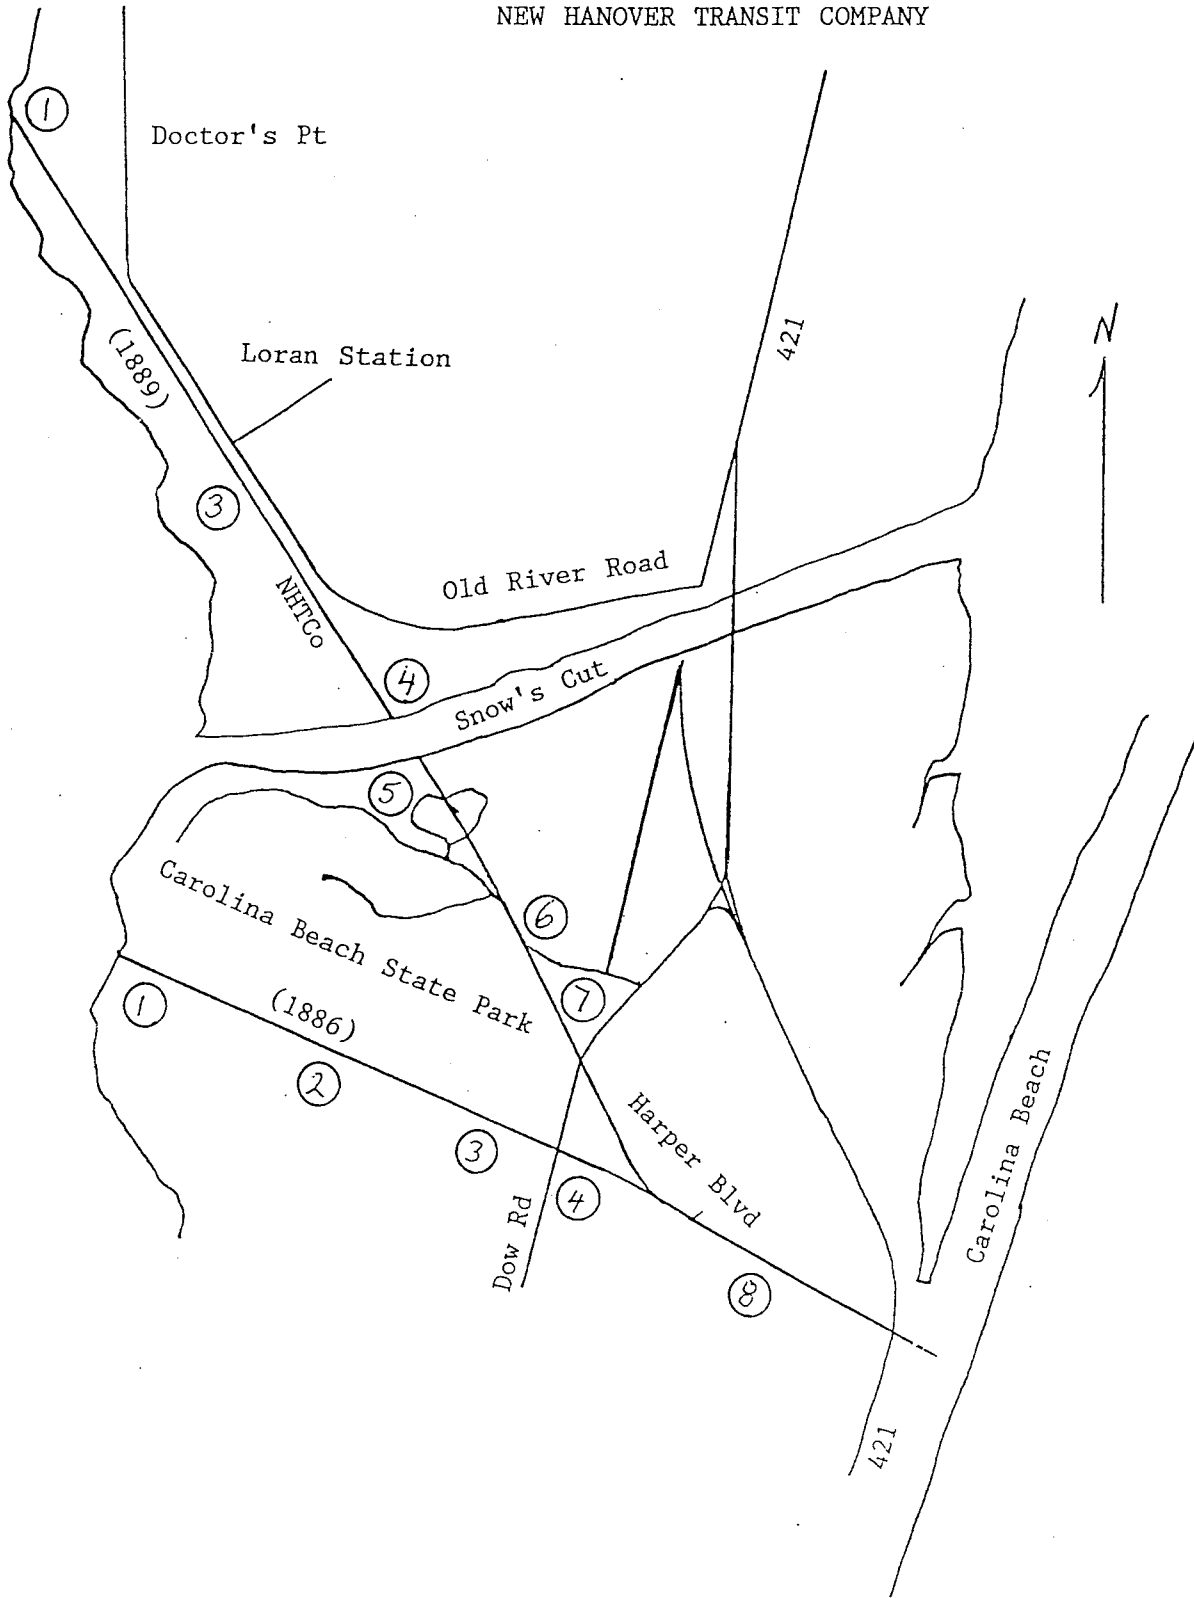 NEW HANOVER TRANSIT COMPANY
1
Doctor's Pt
421
N
(1889)
Loran Station
3
Old River Road
NHTCo
4
Snow's Cut
5
Carolina Beach State Park
6
7
1
(1886)
2
3
4
Harper Blvd
Carolina Beach
Dow Rd
8
421